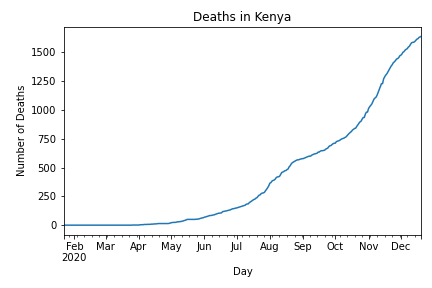 Deaths in Kenya
Number of Deaths
1500
1250
1000
750
500
250
0
Feb Mar Apr May Jun Jul Aug Sep Oct Nov Dec
2020
Day